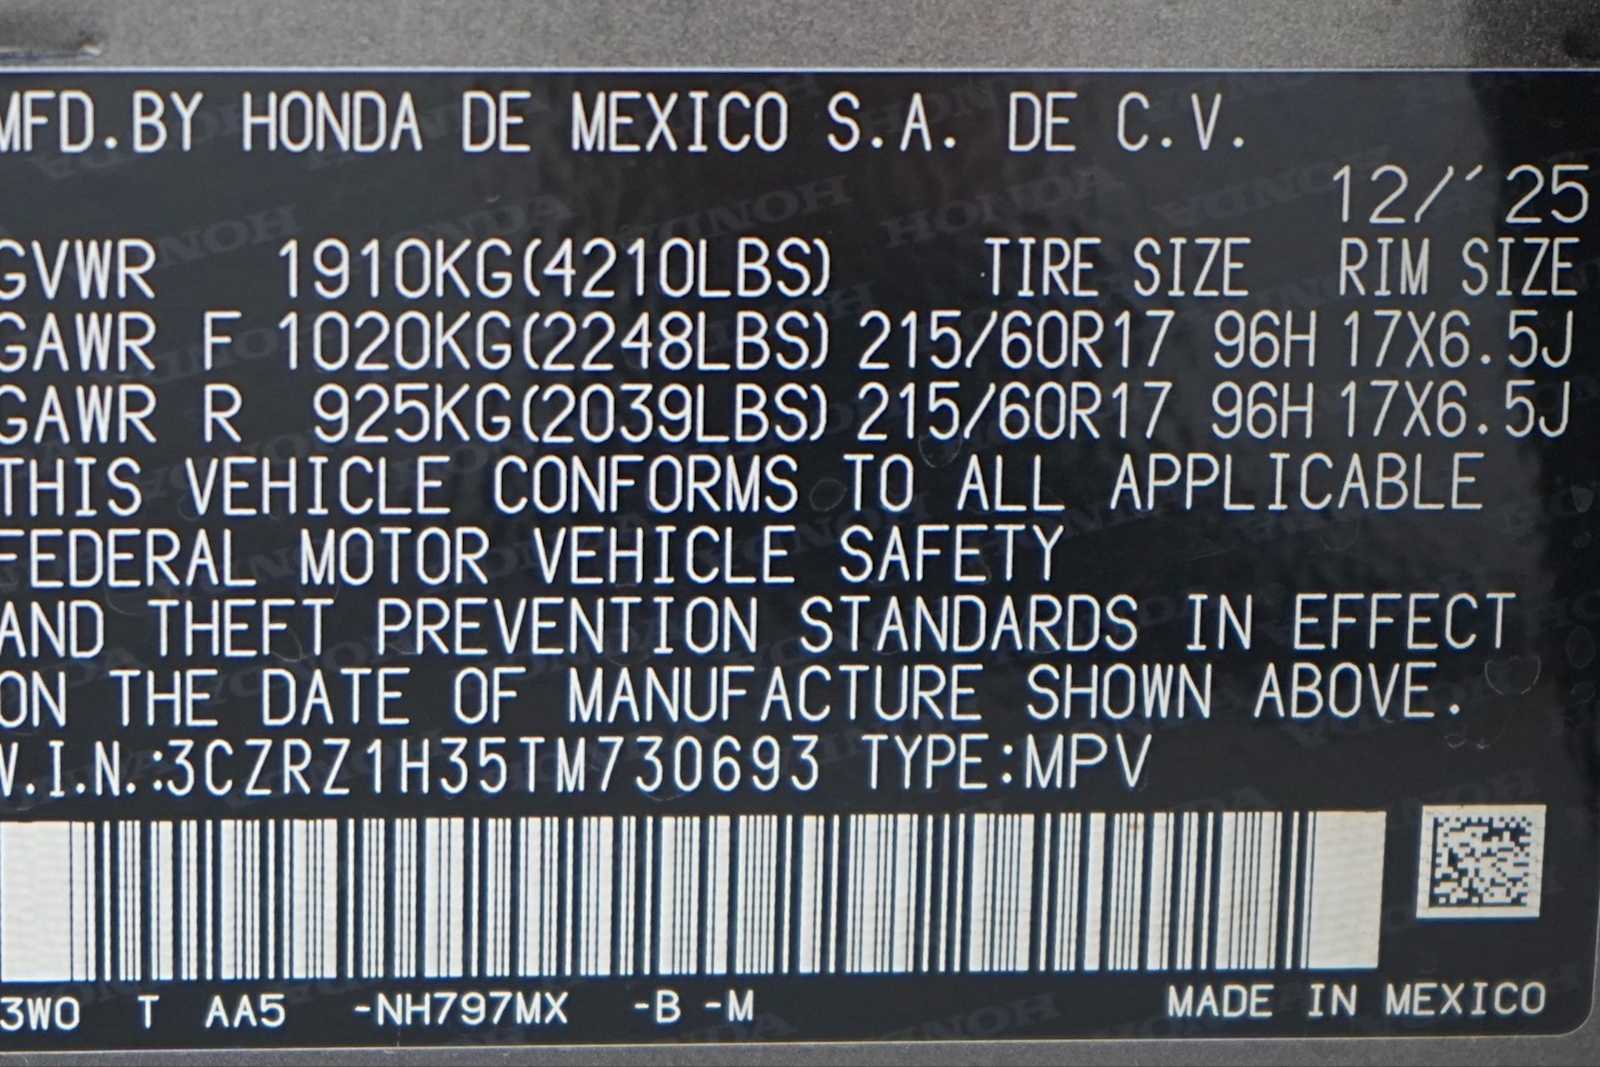 MFD.BY HONDA DE MEXICO S.A. DE C.V.
12/'25
GVWR 1910KG(4210LBS) TIRE SIZE RIM SIZE
GAWR F 1020KG(2248LBS) 215/60R17 96H 17X6.5J
GAWR R 925KG(2039LBS) 215/60R17 96H 17X6.5J
THIS VEHICLE CONFORMS TO ALL APPLICABLE
FEDERAL MOTOR VEHICLE SAFETY
AND THEFT PREVENTION STANDARDS IN EFFECT
ON THE DATE OF MANUFACTURE SHOWN ABOVE.
V.I.N.:3CZRZ1H35TM730693 TYPE:MPV
3W0 T AA5 -NH797MX -B -M MADE IN MEXICO